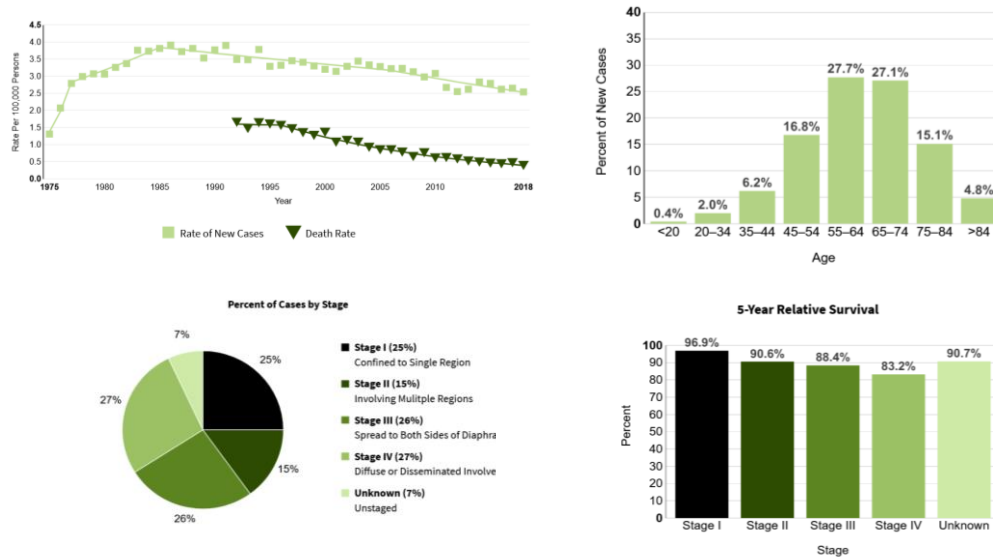 4.5
4.0
3.5
3.0
2.5
2.0
1.5
1.0
0.5
0.0
Rate Per 100,000 Persons
1975 1980 1985 1990 1995 2000 2005 2010 2018
Year
Rate of New Cases Death Rate
40
35
30
25
20
15
10
5
0
Percent of New Cases
0.4% 2.0% 6.2% 16.8% 27.7% 27.1% 15.1% 4.8%
<20 20–34 35–44 45–54 55–64 65–74 75–84 >84
Age
Percent of Cases by Stage
7%
25%
27%
15%
26%
Stage I (25%)
Confined to Single Region
Stage II (15%)
Involving Mulitple Regions
Stage III (26%)
Spread to Both Sides of Diaphra
Stage IV (27%)
Diffuse or Disseminated Involve
Unknown (7%)
Unstaged
5-Year Relative Survival
100
90
80
70
60
50
40
30
20
10
0
Percent
96.9% 90.6% 88.4% 83.2% 90.7%
Stage I Stage II Stage III Stage IV Unknown
Stage